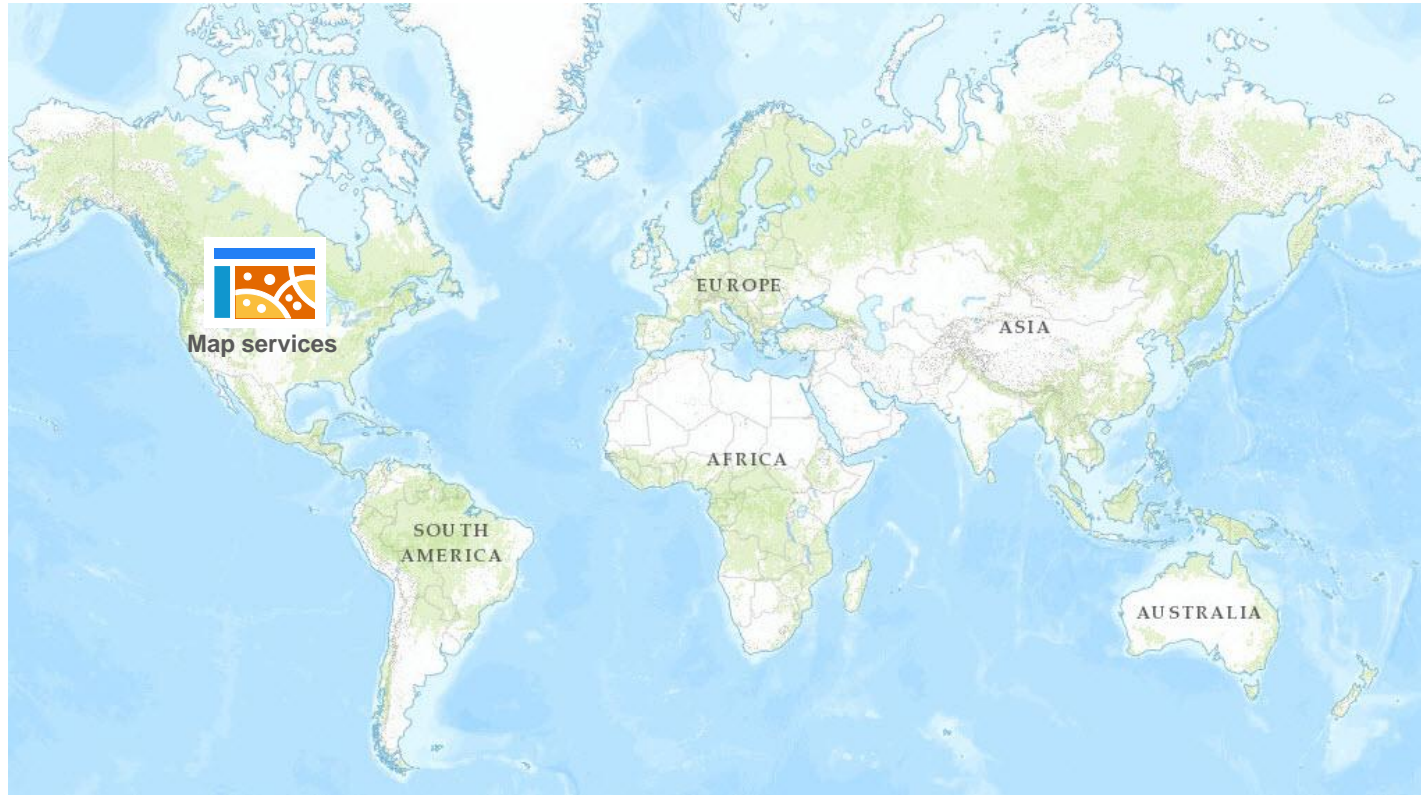 EUROPE
ASIA
Map services
AFRICA
SOUTH
AMERICA
AUSTRALIA